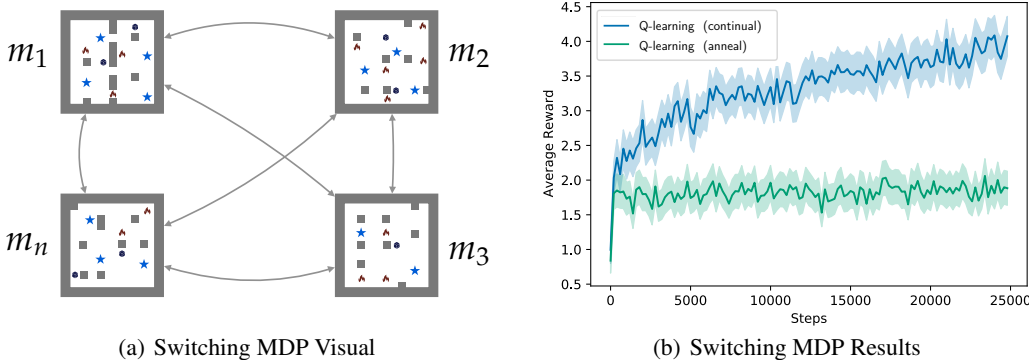 m₁
m₂
mₙ
m₃
(a) Switching MDP Visual
Q-learning (continual)
Q-learning (anneal)
Average Reward
4.5
4.0
3.5
3.0
2.5
2.0
1.5
1.0
0.5
0 5000 10000 15000 20000 25000
Steps
(b) Switching MDP Results